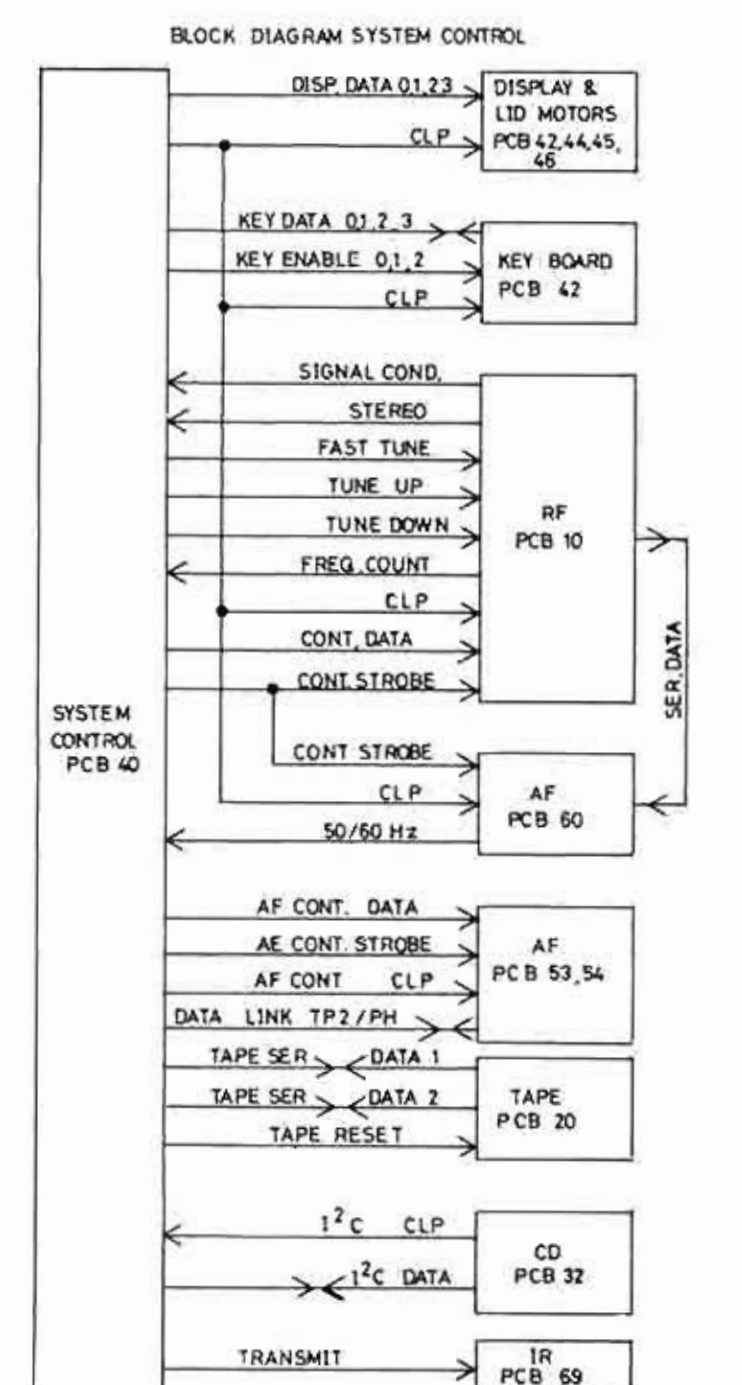 BLOCK DIAGRAM SYSTEM CONTROL
DISP. DATA 0,1,2,3
DISPLAY &
LID MOTORS
PCB 42,44,45,
46
CLP
KEY DATA 0,1,2,3
KEY ENABLE 0,1,2
KEY BOARD
PCB 42
CLP
SIGNAL COND.
STEREO
FAST TUNE
TUNE UP
TUNE DOWN
RF
PCB 10
FREQ.COUNT
CLP
CONT. DATA
CONT. STROBE
SER.DATA
SYSTEM
CONTROL
PCB 40
CONT STROBE
CLP
AF
PCB 60
50/60 Hz
AF CONT. DATA
AE CONT. STROBE
AF CONT CLP
AF
PCB 53,54
DATA LINK TP2/PH
TAPE SER DATA 1
TAPE SER DATA 2
TAPE
PCB 20
TAPE RESET
I²C CLP
I²C DATA
CD
PCB 32
TRANSMIT
IR
PCB 69